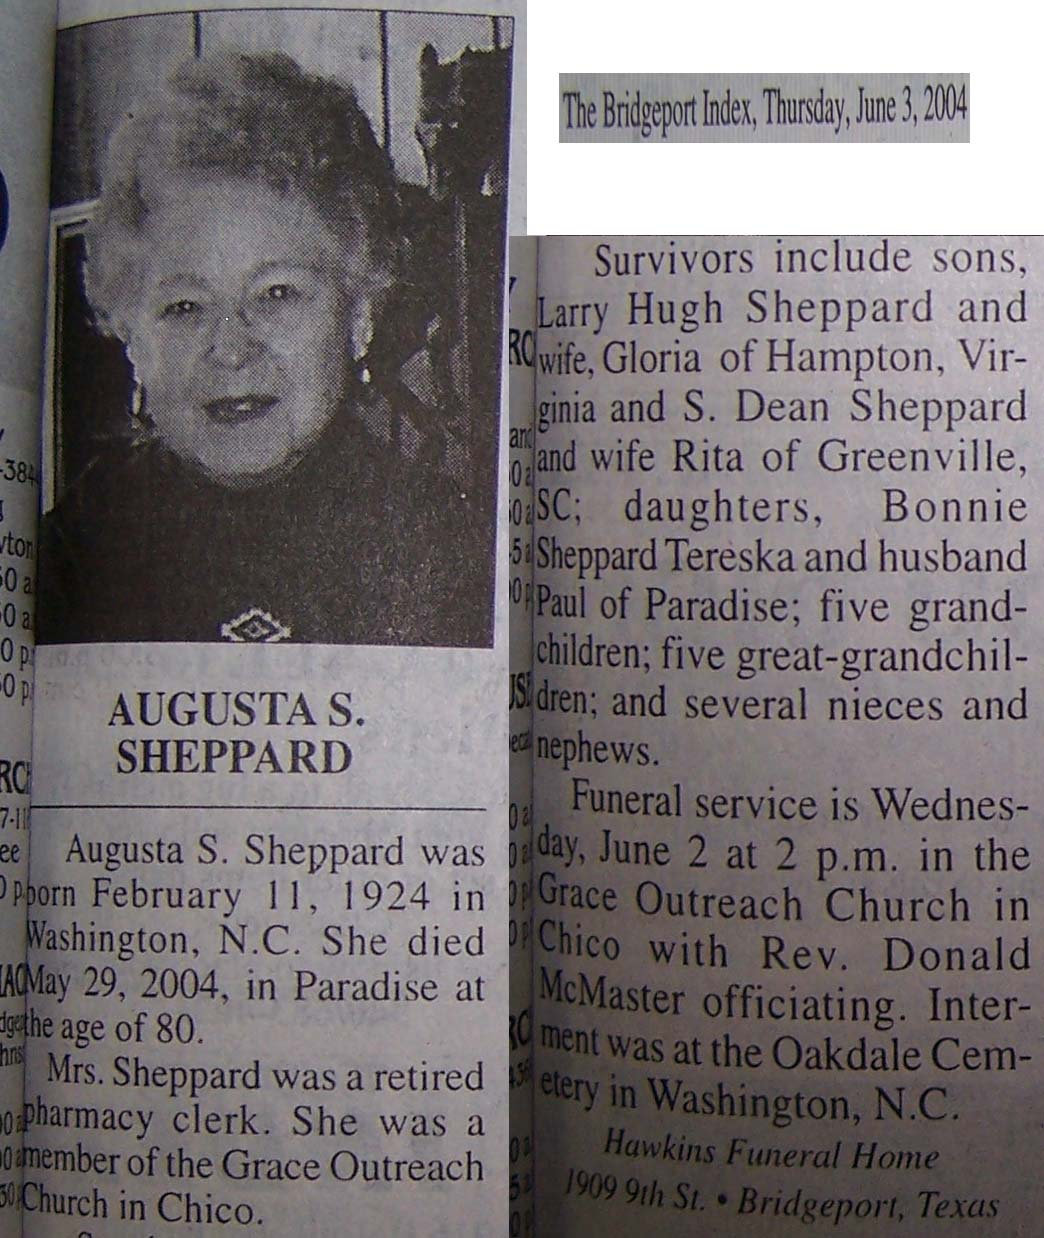 The Bridgeport Index, Thursday, June 3, 2004
AUGUSTA S.
SHEPPARD
Augusta S. Sheppard was
born February 11, 1924 in
Washington, N.C. She died
May 29, 2004, in Paradise at
the age of 80.
Mrs. Sheppard was a retired
pharmacy clerk. She was a
member of the Grace Outreach
Church in Chico.
Survivors include sons,
Larry Hugh Sheppard and
wife, Gloria of Hampton, Vir-
ginia and S. Dean Sheppard
and wife Rita of Greenville,
SC; daughters, Bonnie
Sheppard Tereska and husband
Paul of Paradise; five grand-
children; five great-grandchil-
dren; and several nieces and
nephews.
Funeral service is Wednes-
day, June 2 at 2 p.m. in the
Grace Outreach Church in
Chico with Rev. Donald
McMaster officiating. Inter-
ment was at the Oakdale Cem-
etery in Washington, N.C.
Hawkins Funeral Home
1909 9th St. • Bridgeport, Texas